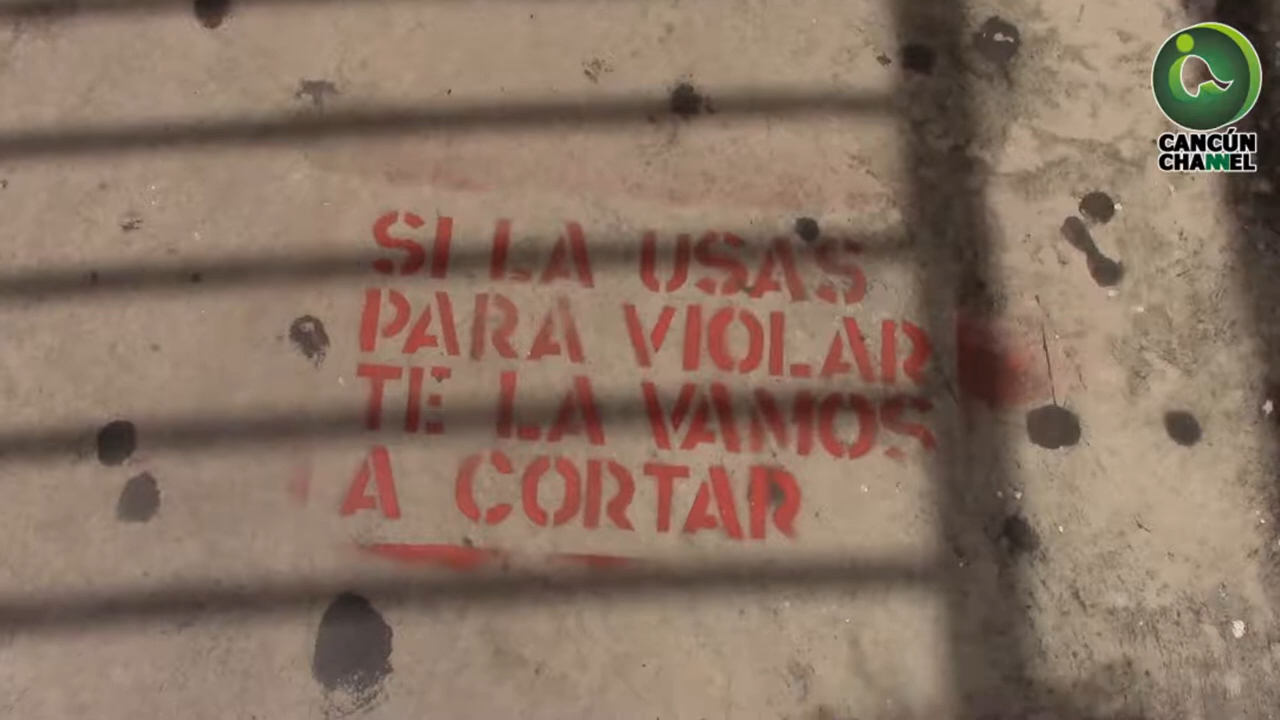 SI LA USAS
PARA VIOLAR
TE LA VAMOS
A CORTAR
CANCÚN
CHANNEL